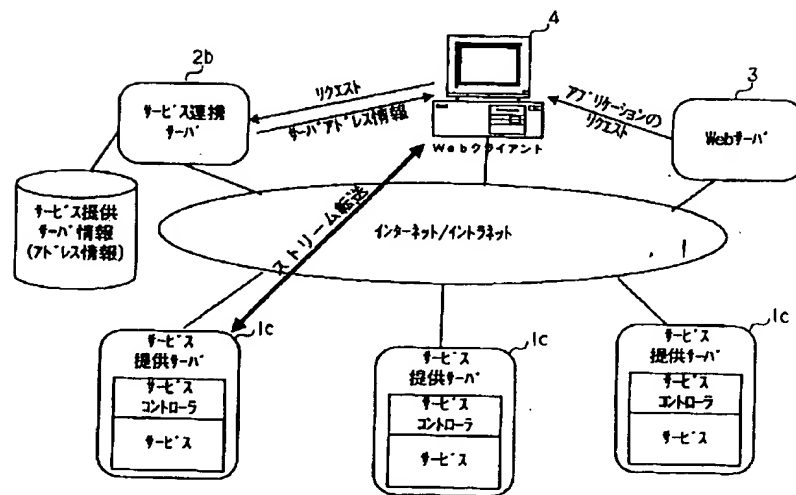 4
2b
3
リクエスト
サーバアドレス情報
アプリケーションの
リクエスト
サービス連携
サーバ
Webサーバ
Webクライアント
サービス提供
サーバ情報
(アドレス情報)
ストリーム転送
インターネット/イントラネット
1c
サービス
提供サーバ
サービス
コントローラ
サービス
1c
サービス
提供サーバ
サービス
コントローラ
サービス
1c
サービス
提供サーバ
サービス
コントローラ
サービス